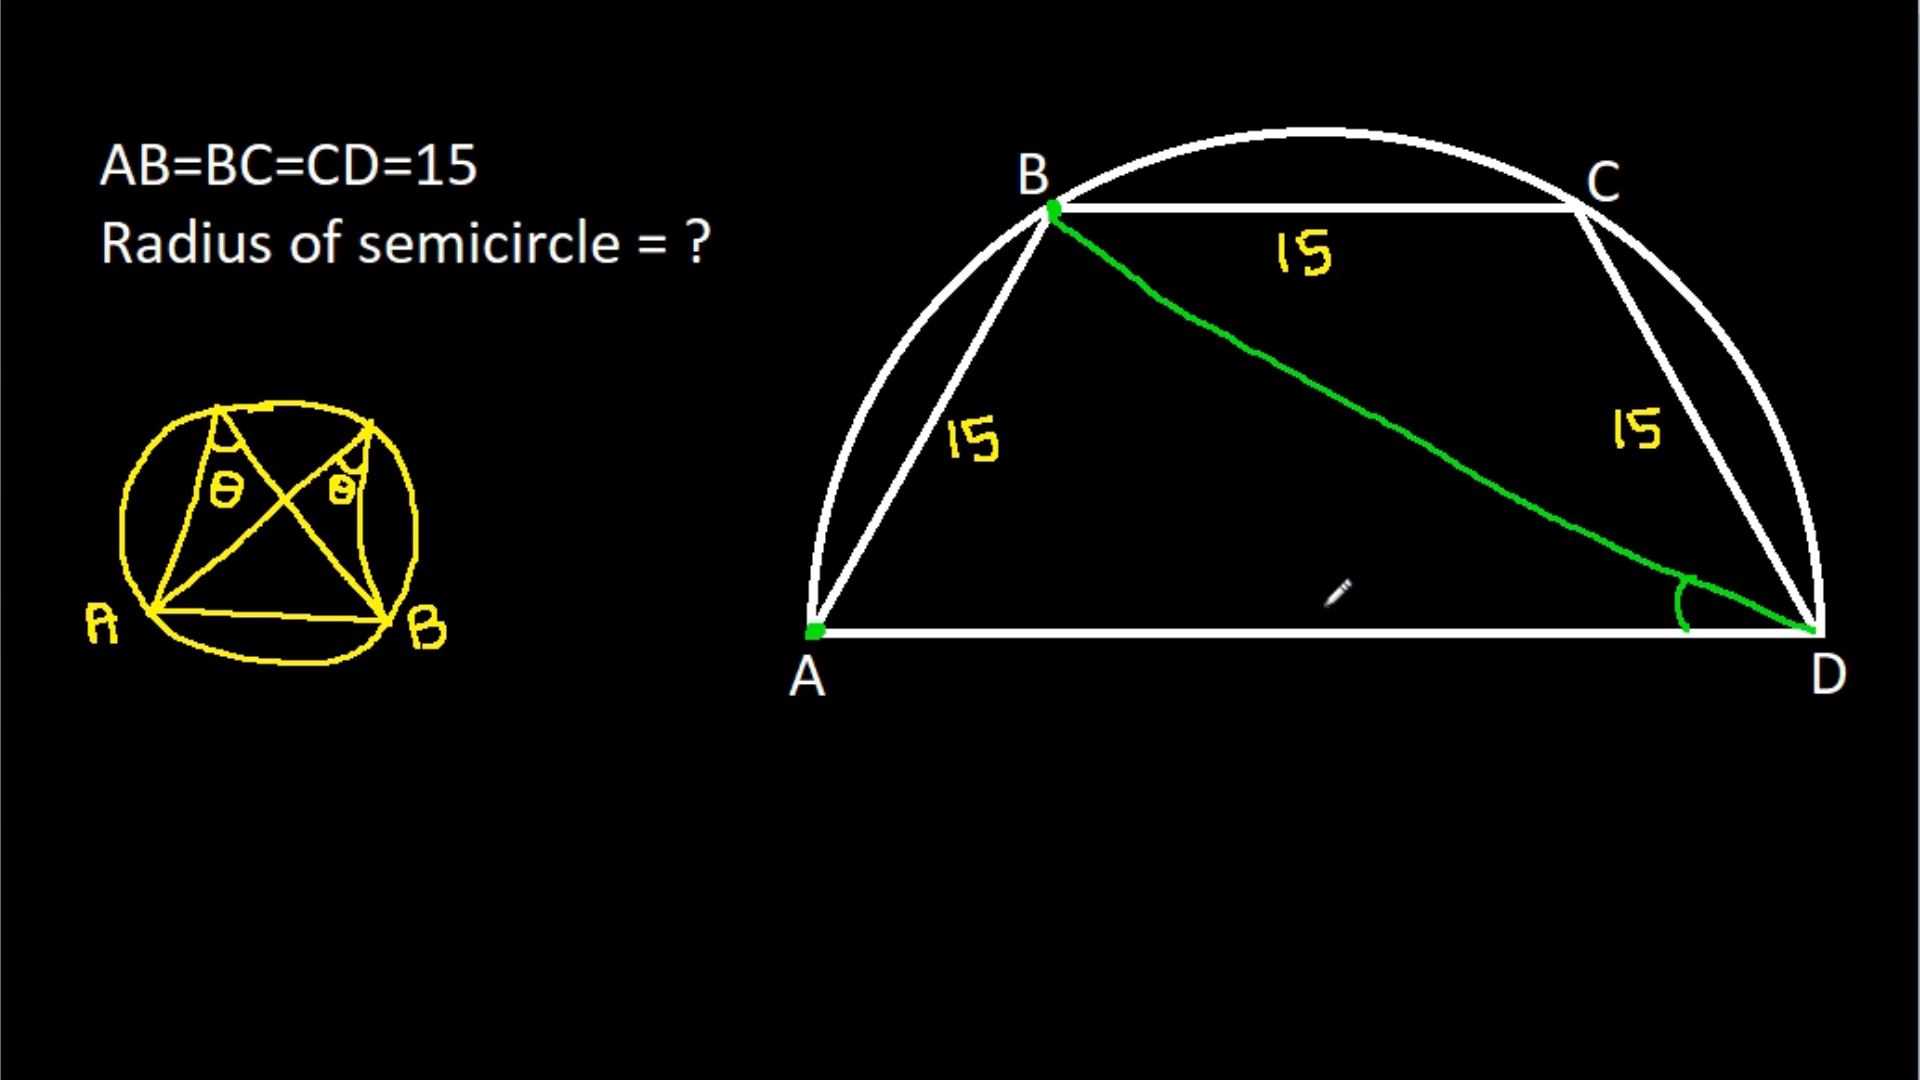 AB=BC=CD=15
Radius of semicircle = ?
B
C
15
15
15
A
D
θ
θ
A
B